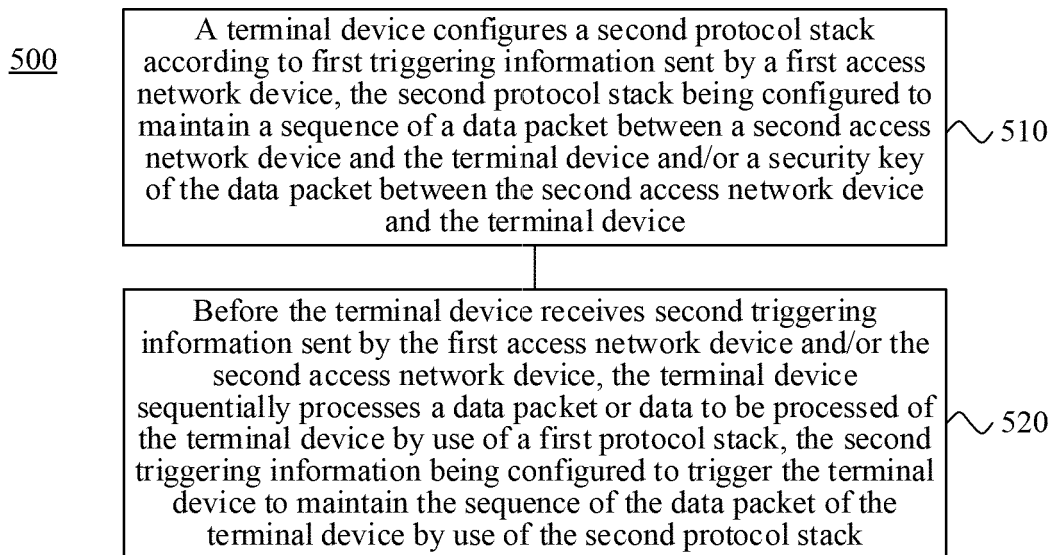 500
A terminal device configures a second protocol stack
according to first triggering information sent by a first access
network device, the second protocol stack being configured to
maintain a sequence of a data packet between a second access
network device and the terminal device and/or a security key
of the data packet between the second access network device
and the terminal device
510
Before the terminal device receives second triggering
information sent by the first access network device and/or the
second access network device, the terminal device
sequentially processes a data packet or data to be processed of
the terminal device by use of a first protocol stack, the second
triggering information being configured to trigger the terminal
device to maintain the sequence of the data packet of the
terminal device by use of the second protocol stack
520